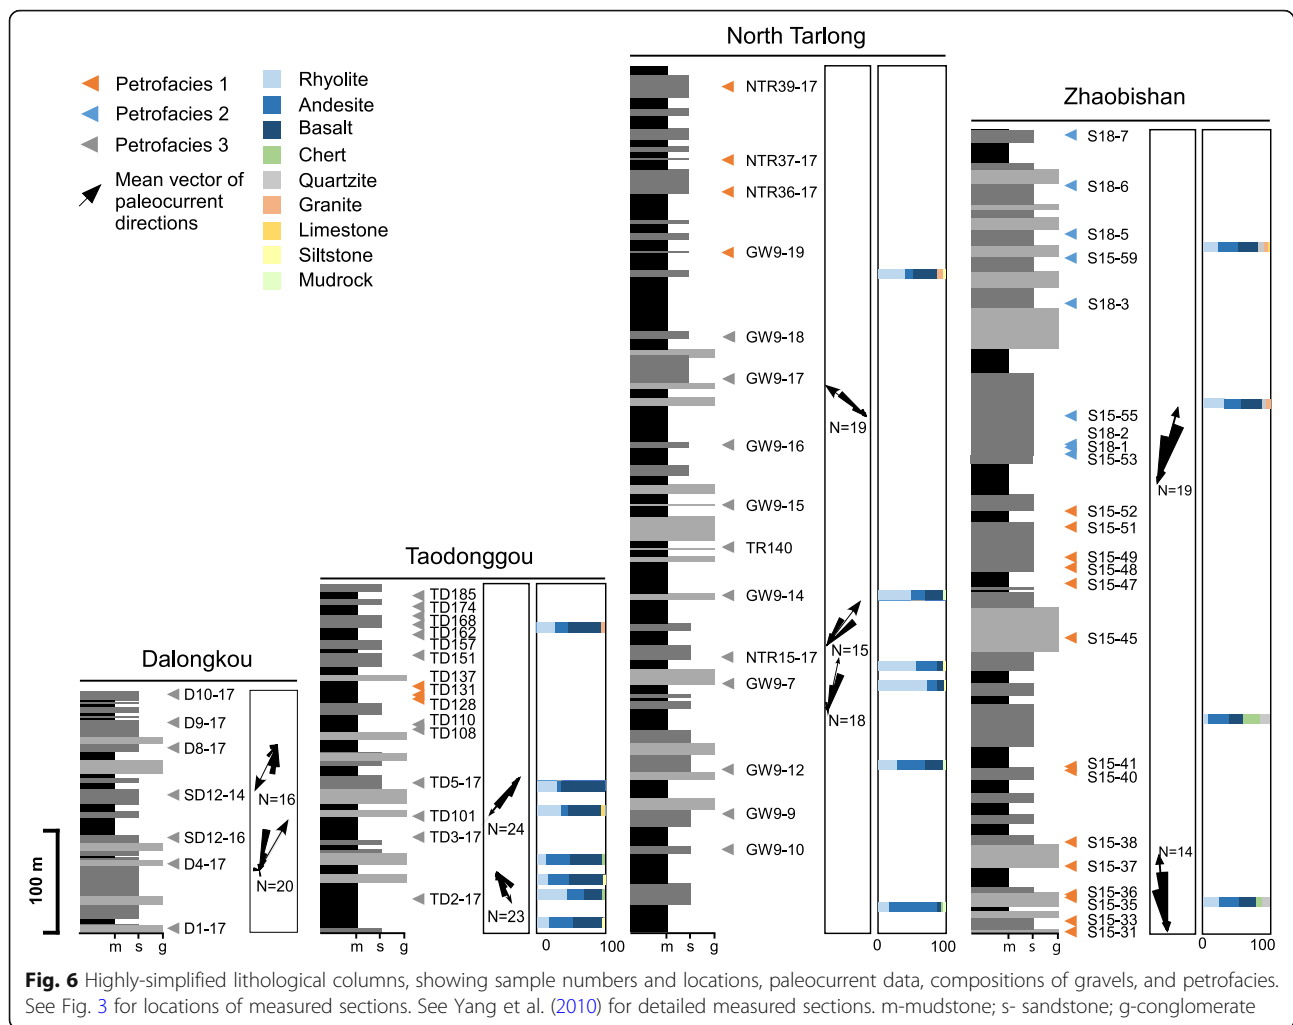 North Tarlong
Zhaobishan
Petrofacies 1
Petrofacies 2
Petrofacies 3
Mean vector of
paleocurrent
directions
Rhyolite
Andesite
Basalt
Chert
Quartzite
Granite
Limestone
Siltstone
Mudrock
Dalongkou
D10-17
D9-17
D8-17
SD12-14
SD12-16
D4-17
D1-17
N=16
N=20
100 m
m s g
Taodonggou
TD185
TD174
TD168
TD162
TD157
TD151
TD137
TD131
TD128
TD110
TD108
TD5-17
TD101
TD3-17
TD2-17
N=24
N=23
m s g
0 100
NTR39-17
NTR37-17
NTR36-17
GW9-19
GW9-18
GW9-17
GW9-16
GW9-15
TR140
GW9-14
NTR15-17
GW9-7
GW9-12
GW9-9
GW9-10
N=19
N=15
N=18
m s g
0 100
S18-7
S18-6
S18-5
S15-59
S18-3
S15-55
S18-2
S18-1
S15-53
S15-52
S15-51
S15-49
S15-48
S15-47
S15-45
S15-41
S15-40
S15-38
S15-37
S15-36
S15-35
S15-33
S15-31
N=19
N=14
m s g
0 100
Fig. 6 Highly-simplified lithological columns, showing sample numbers and locations, paleocurrent data, compositions of gravels, and petrofacies.
See Fig. 3 for locations of measured sections. See Yang et al. (2010) for detailed measured sections. m-mudstone; s- sandstone; g-conglomerate